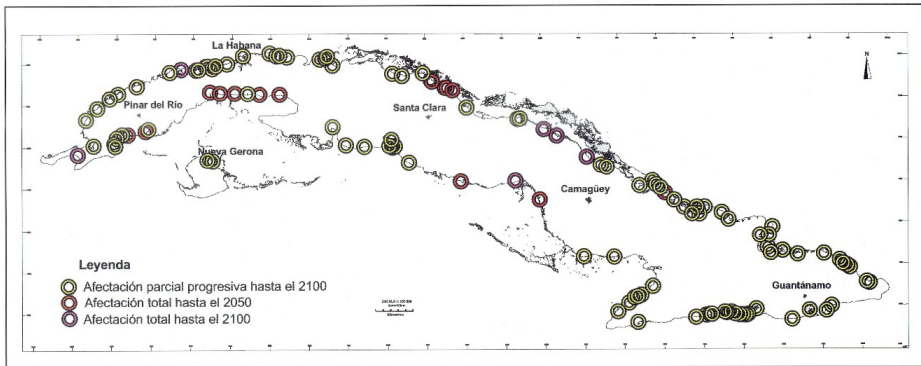 La Habana
N
Pinar del Río
Santa Clara
Nueva Gerona
Camagüey
Guantánamo
Leyenda
Afectación parcial progresiva hasta el 2100
Afectación total hasta el 2050
Afectación total hasta el 2100